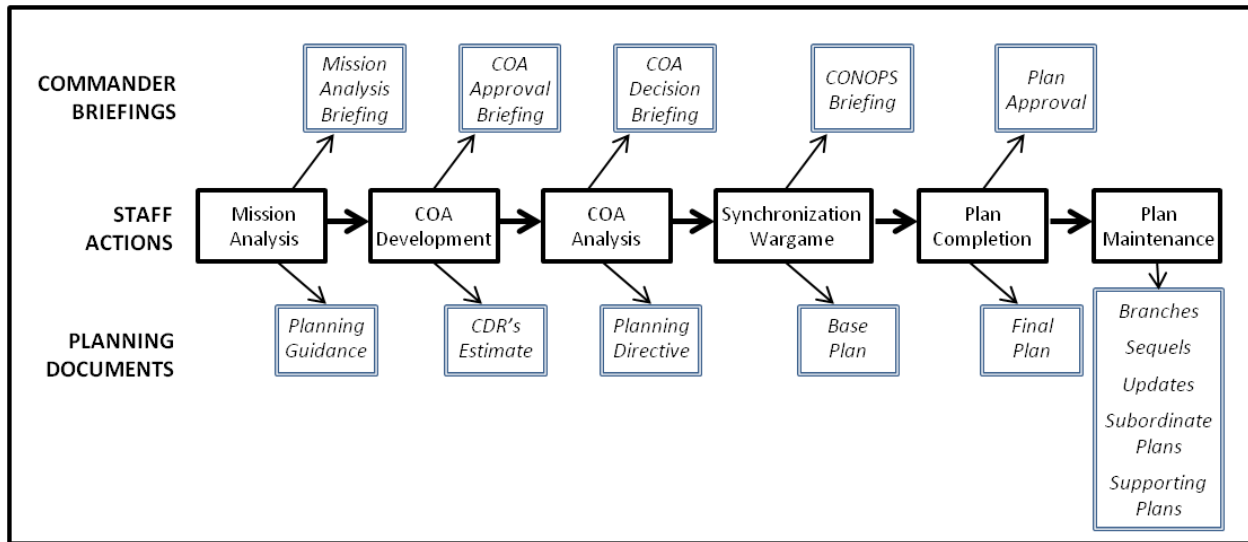 COMMANDER
BRIEFINGS
Mission
Analysis
Briefing
COA
Approval
Briefing
COA
Decision
Briefing
CONOPS
Briefing
Plan
Approval
STAFF
ACTIONS
Mission
Analysis
COA
Development
COA
Analysis
Synchronization
Wargame
Plan
Completion
Plan
Maintenance
PLANNING
DOCUMENTS
Planning
Guidance
CDR's
Estimate
Planning
Directive
Base
Plan
Final
Plan
Branches
Sequels
Updates
Subordinate
Plans
Supporting
Plans